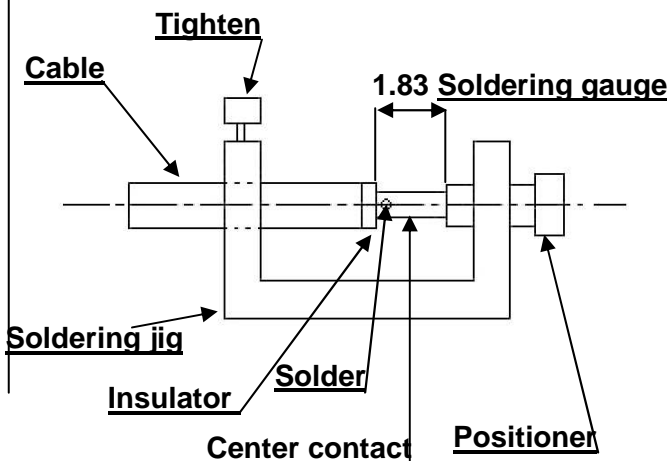 Tighten
Cable
1.83 Soldering gauge
Soldering jig
Solder
Insulator
Center contact
Positioner